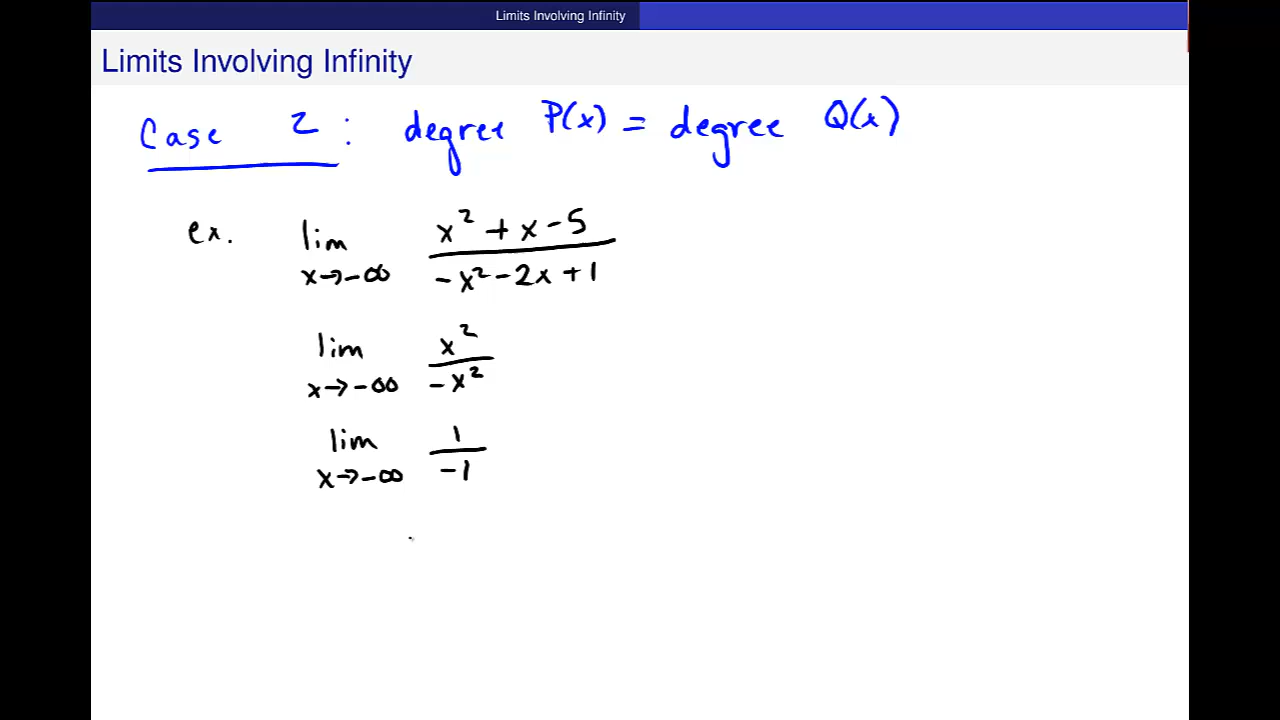 Limits Involving Infinity
Limits Involving Infinity
Case 2 : degree P(x) = degree Q(x)
ex. lim x→-∞ (x² + x - 5)/(-x² - 2x + 1)
lim x→-∞ x²/(-x²)
lim x→-∞ 1/(-1)